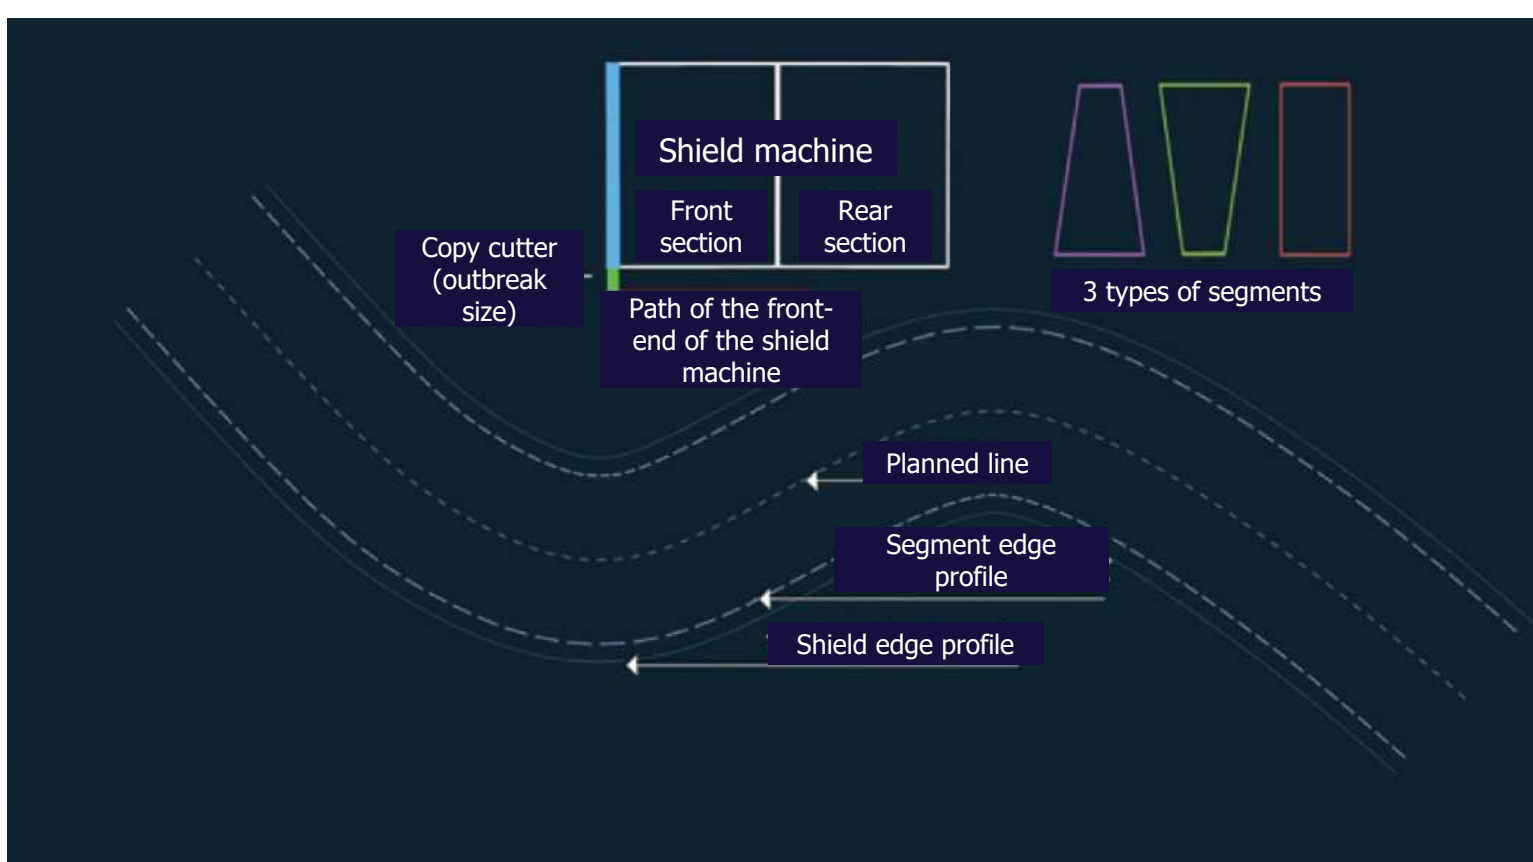 Shield machine
Front
section
Rear
section
Copy cutter
(outbreak
size)
3 types of segments
Path of the front-
end of the shield
machine
Planned line
Segment edge
profile
Shield edge profile